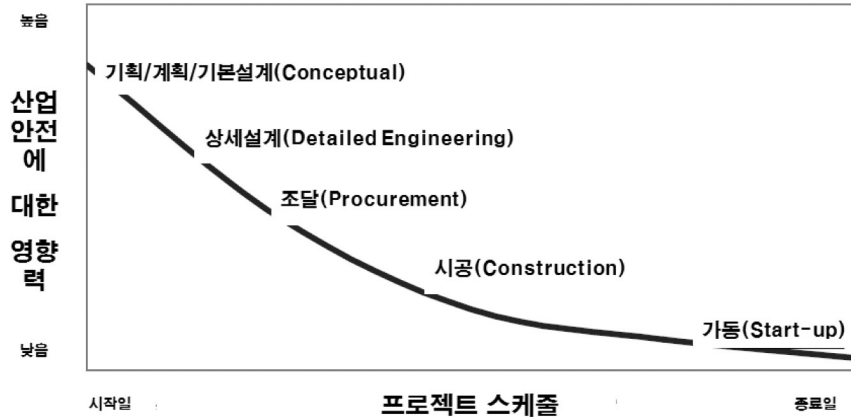 높음
기획/계획/기본설계(Conceptual)
산업
안전
에
대한
영향
력
상세설계(Detailed Engineering)
조달(Procurement)
시공(Construction)
가동(Start-up)
낮음
시작일
프로젝트 스케줄
종료일